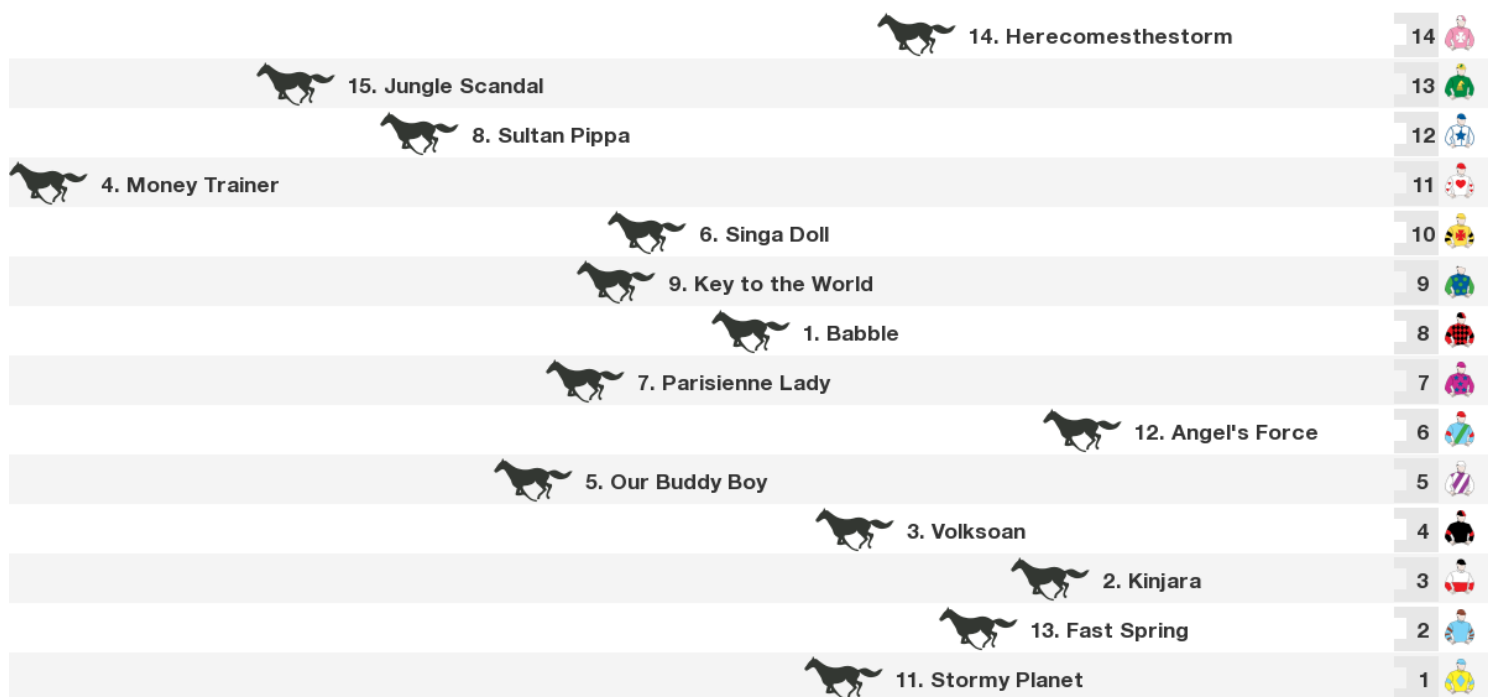 14. Herecomesthestorm 14
15. Jungle Scandal 13
8. Sultan Pippa 12
4. Money Trainer 11
6. Singa Doll 10
9. Key to the World 9
1. Babble 8
7. Parisienne Lady 7
12. Angel's Force 6
5. Our Buddy Boy 5
3. Volksoan 4
2. Kinjara 3
13. Fast Spring 2
11. Stormy Planet 1